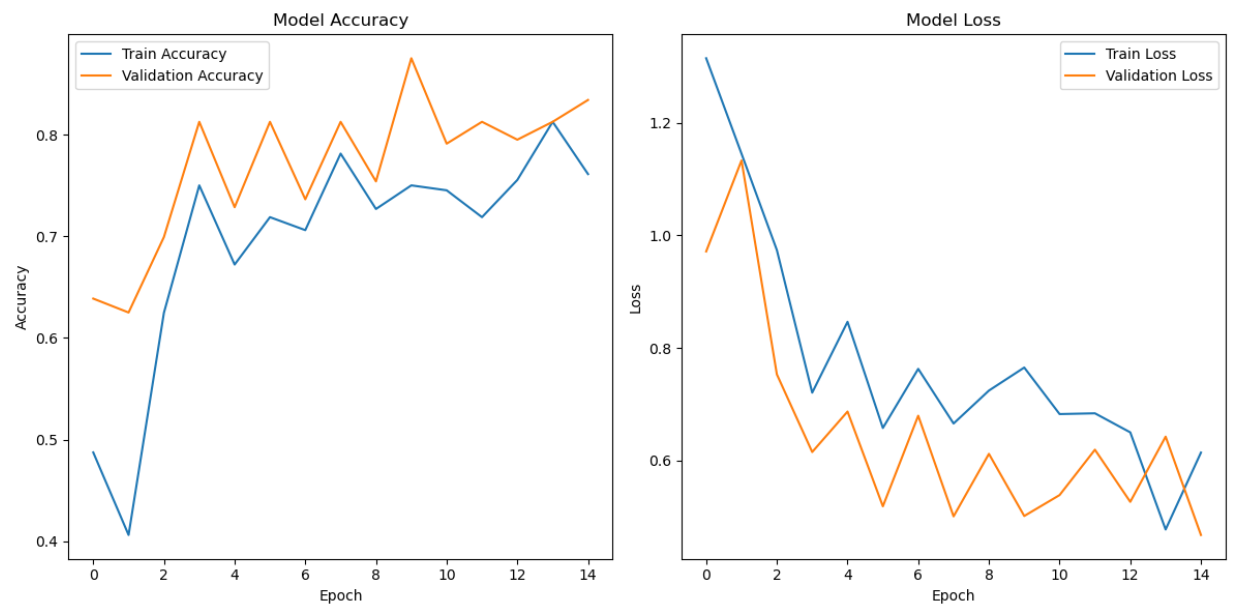 Model Accuracy
Train Accuracy
Validation Accuracy
Accuracy
0.8
0.7
0.6
0.5
0.4
0 2 4 6 8 10 12 14
Epoch
Model Loss
Train Loss
Validation Loss
Loss
1.2
1.0
0.8
0.6
0 2 4 6 8 10 12 14
Epoch